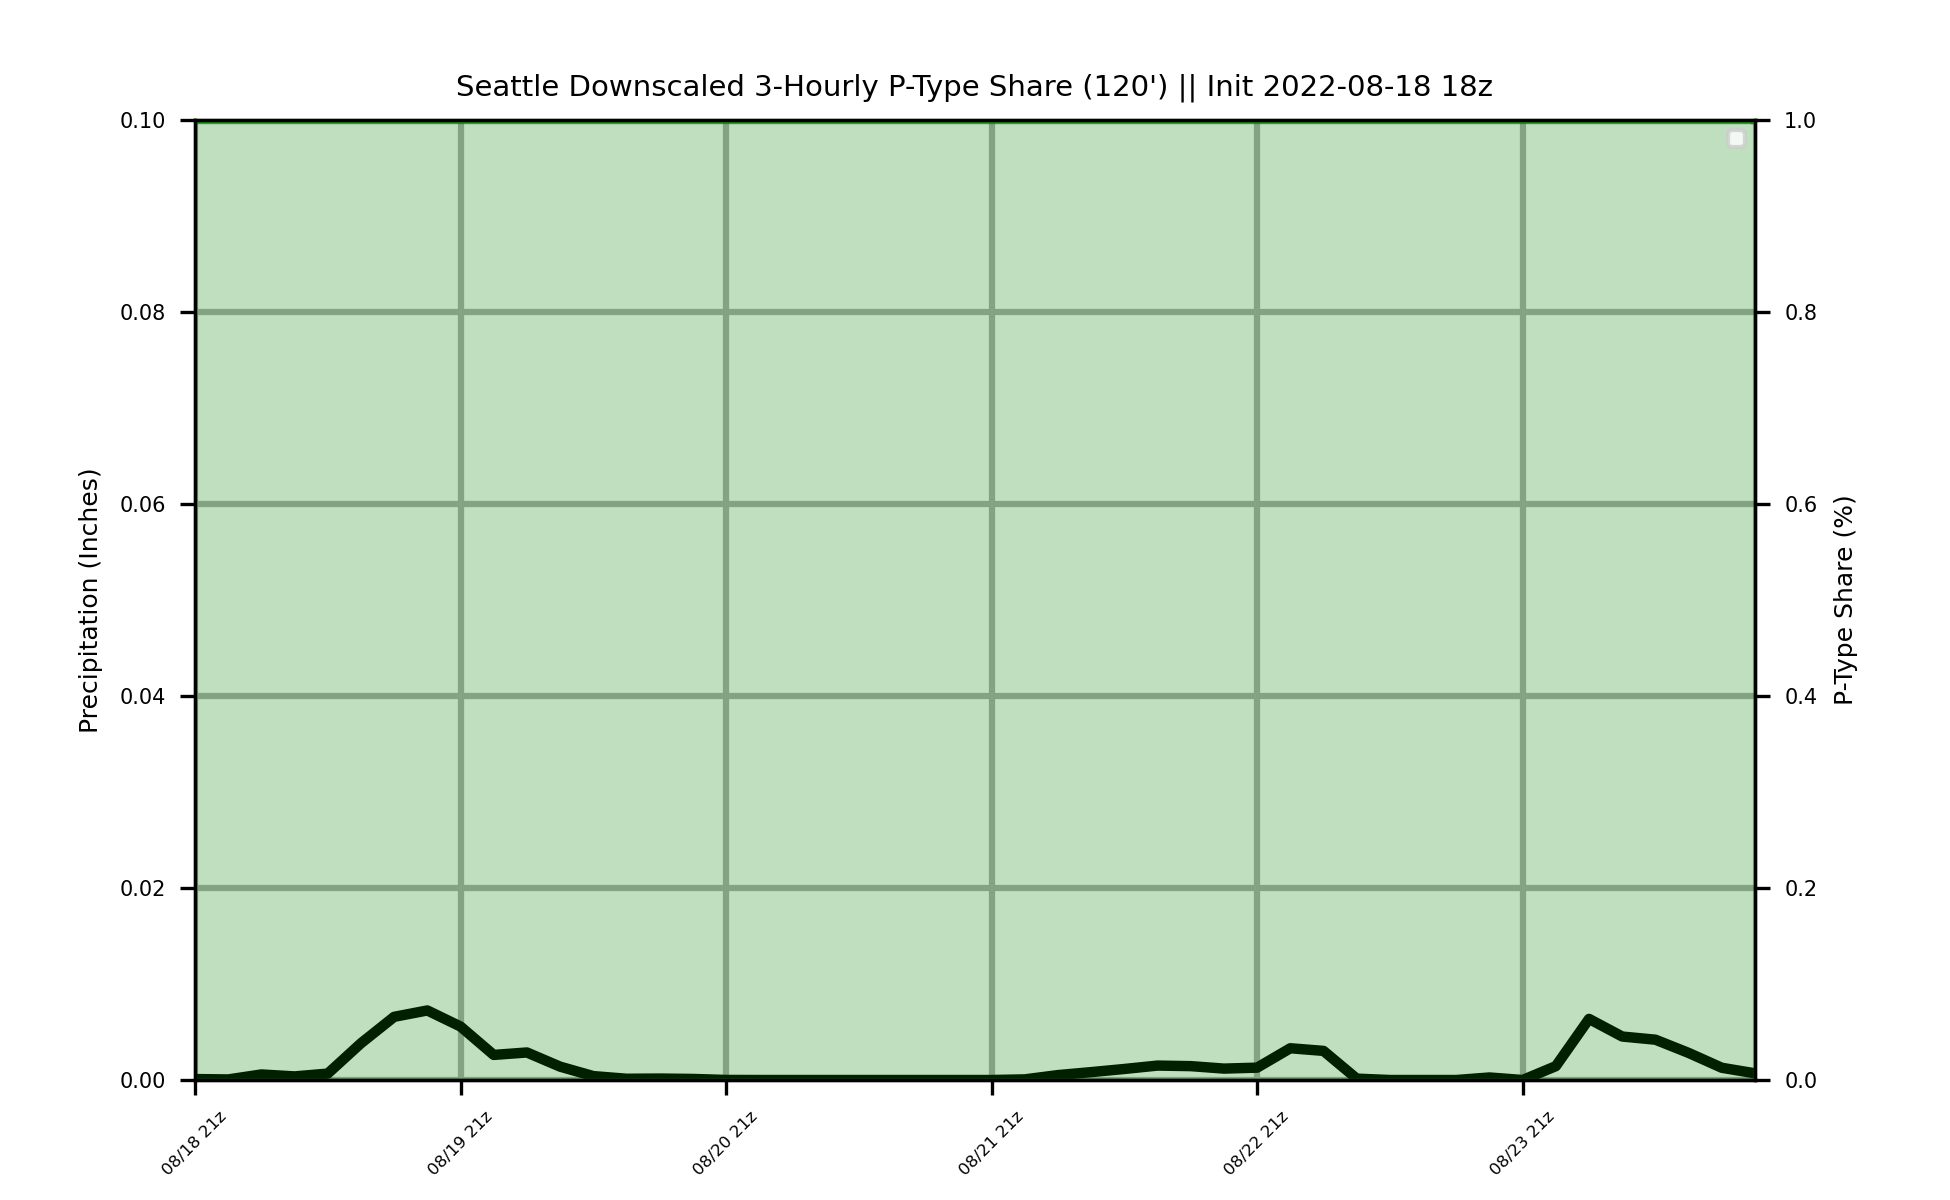 Seattle Downscaled 3-Hourly P-Type Share (120') || Init 2022-08-18 18z
Precipitation (Inches)
0.10
0.08
0.06
0.04
0.02
0.00
1.0
0.8
0.6
0.4
0.2
0.0
P-Type Share (%)
08/18 21z
08/19 21z
08/20 21z
08/21 21z
08/22 21z
08/23 21z